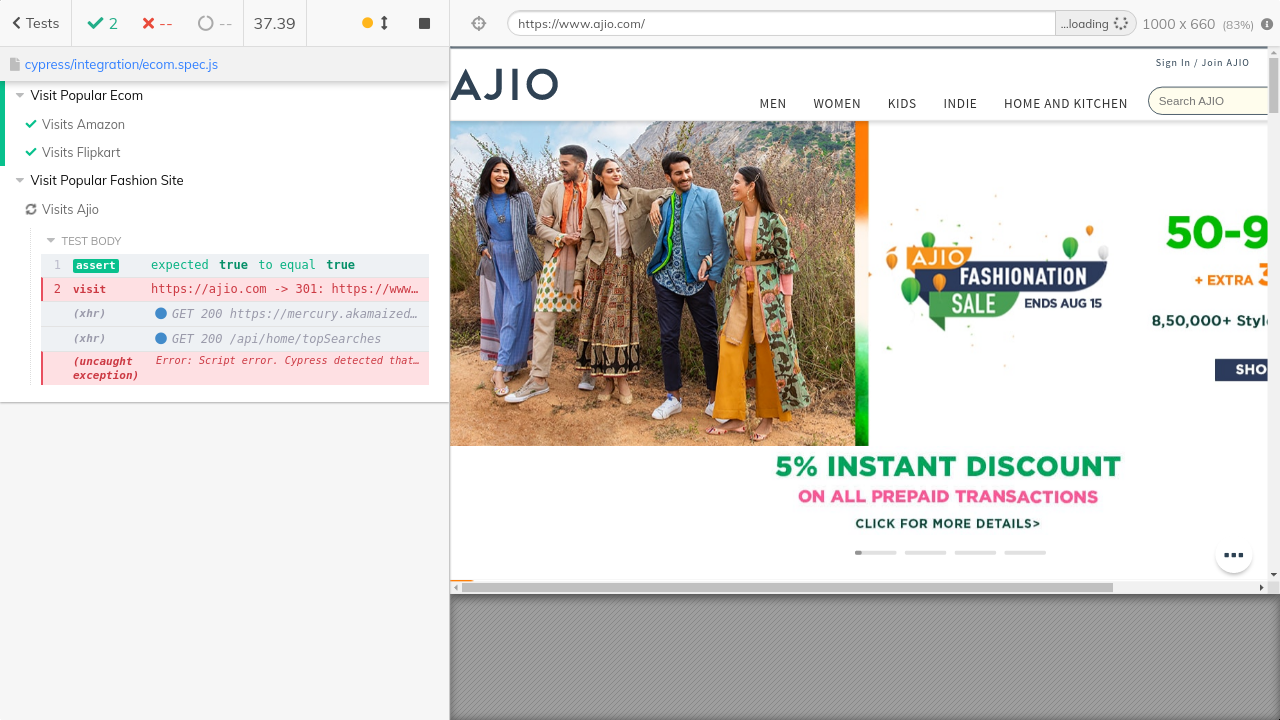 Tests
2
--
--
37.39
https://www.ajio.com/
...loading
1000 x 660 (83%)
cypress/integration/ecom.spec.js
Visit Popular Ecom
Visits Amazon
Visits Flipkart
Visit Popular Fashion Site
Visits Ajio
TEST BODY
1 assert expected true to equal true
2 visit https://ajio.com -> 301: https://www…
(xhr) GET 200 https://mercury.akamaized…
(xhr) GET 200 /api/home/topSearches
(uncaught exception) Error: Script error. Cypress detected that…
Sign In / Join AJIO
AJIO
MEN WOMEN KIDS INDIE HOME AND KITCHEN
Search AJIO
AJIO
FASHIONATION
SALE
ENDS AUG 15
50-9
+ EXTRA 3
8,50,000+ Style
SHO
5% INSTANT DISCOUNT
ON ALL PREPAID TRANSACTIONS
CLICK FOR MORE DETAILS>